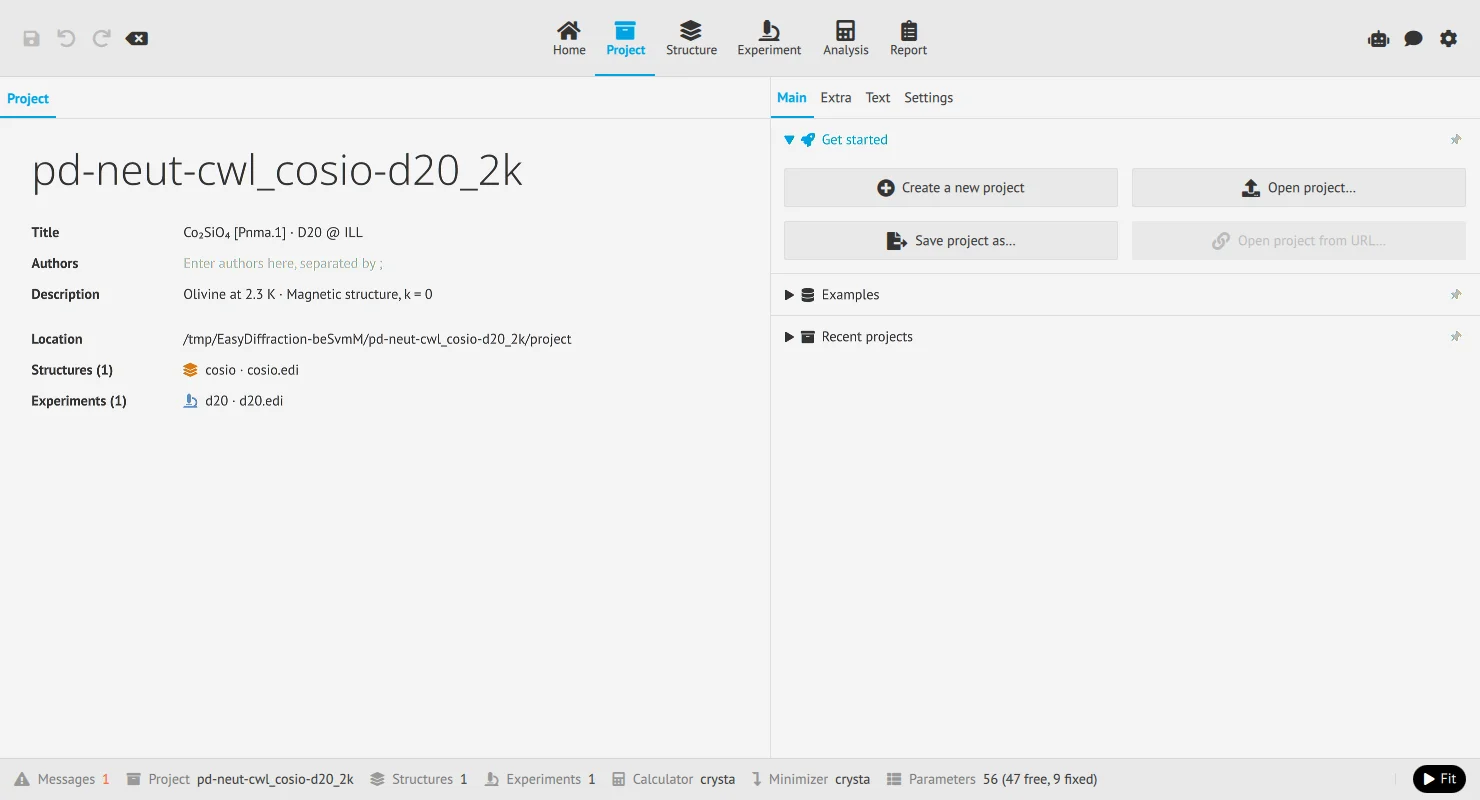 Home
Project
Structure
Experiment
Analysis
Report
Project
Main Extra Text Settings
pd-neut-cwl_cosio-d20_2k
Title Co₂SiO₄ [Pnma.1] · D20 @ ILL
Authors Enter authors here, separated by ;
Description Olivine at 2.3 K · Magnetic structure, k = 0
Location /tmp/EasyDiffraction-beSvmM/pd-neut-cwl_cosio-d20_2k/project
Structures (1) cosio · cosio.edi
Experiments (1) d20 · d20.edi
Get started
Create a new project
Open project...
Save project as...
Open project from URL...
Examples
Recent projects
Messages 1 Project pd-neut-cwl_cosio-d20_2k Structures 1 Experiments 1 Calculator crysta Minimizer crysta Parameters 56 (47 free, 9 fixed)
Fit